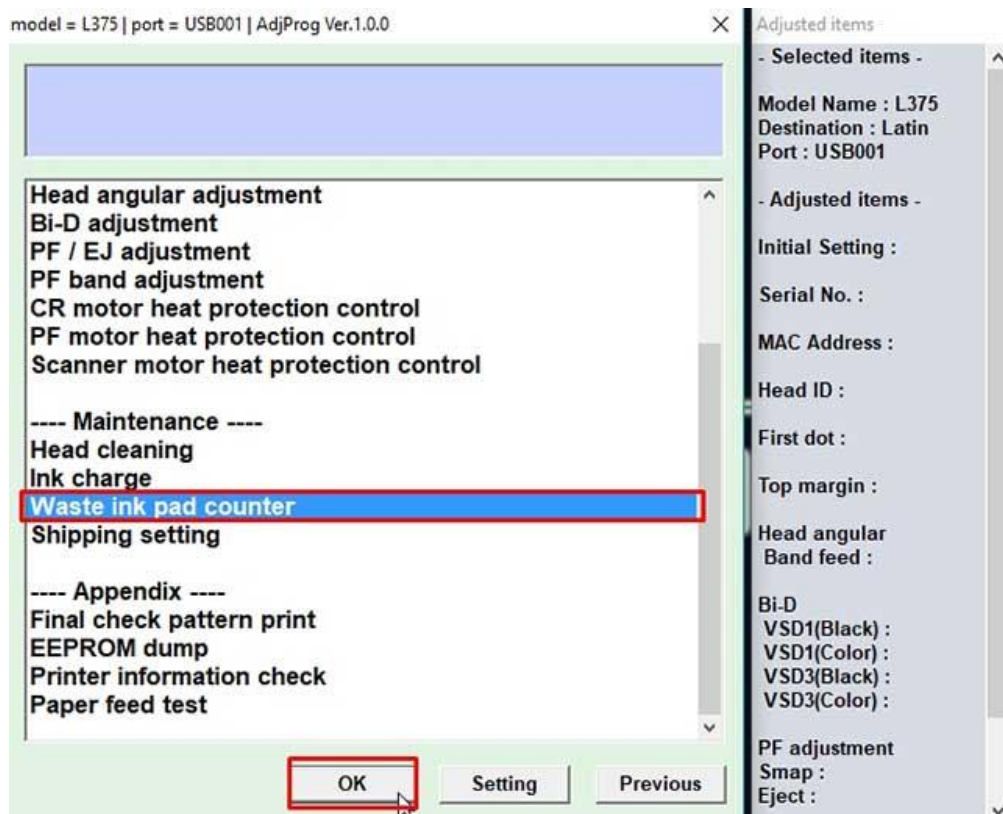 model = L375 | port = USB001 | AdjProg Ver.1.0.0
Head angular adjustment
Bi-D adjustment
PF / EJ adjustment
PF band adjustment
CR motor heat protection control
PF motor heat protection control
Scanner motor heat protection control
---- Maintenance ----
Head cleaning
Ink charge
Waste ink pad counter
Shipping setting
---- Appendix ----
Final check pattern print
EEPROM dump
Printer information check
Paper feed test
OK
Setting
Previous
Adjusted items
- Selected items -
Model Name : L375
Destination : Latin
Port : USB001
- Adjusted items -
Initial Setting :
Serial No. :
MAC Address :
Head ID :
First dot :
Top margin :
Head angular
Band feed :
Bi-D
VSD1(Black) :
VSD1(Color) :
VSD3(Black) :
VSD3(Color) :
PF adjustment
Smap :
Eject :